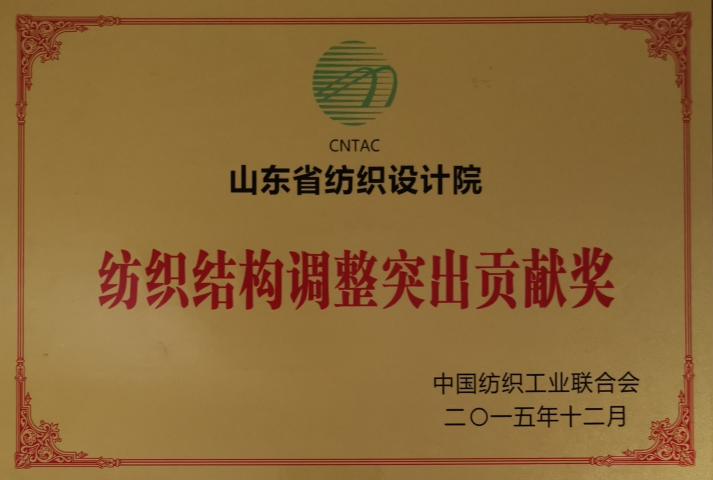 CNTAC
山东省纺织设计院
纺织结构调整突出贡献奖
中国纺织工业联合会
二〇一五年十二月